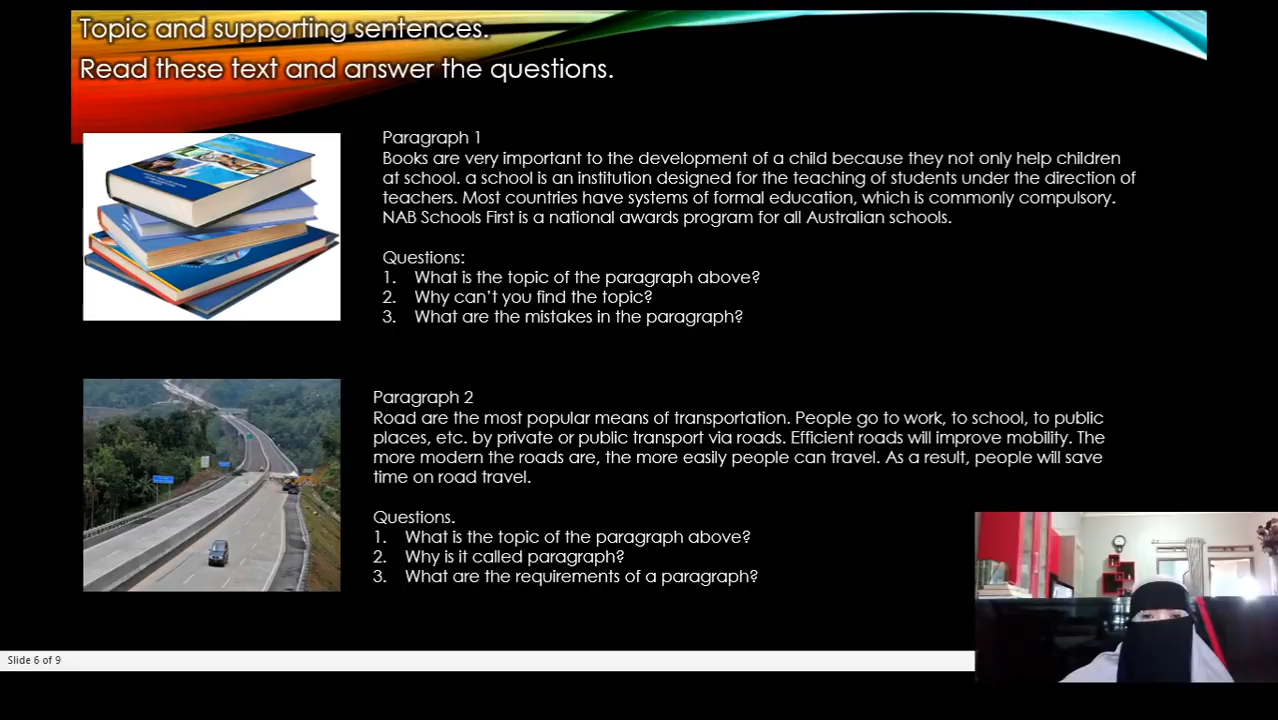 Topic and supporting sentences.
Read these text and answer the questions.
Paragraph 1
Books are very important to the development of a child because they not only help children
at school. a school is an institution designed for the teaching of students under the direction of
teachers. Most countries have systems of formal education, which is commonly compulsory.
NAB Schools First is a national awards program for all Australian schools.
Questions:
1. What is the topic of the paragraph above?
2. Why can't you find the topic?
3. What are the mistakes in the paragraph?
Paragraph 2
Road are the most popular means of transportation. People go to work, to school, to public
places, etc. by private or public transport via roads. Efficient roads will improve mobility. The
more modern the roads are, the more easily people can travel. As a result, people will save
time on road travel.
Questions.
1. What is the topic of the paragraph above?
2. Why is it called paragraph?
3. What are the requirements of a paragraph?
Slide 6 of 9